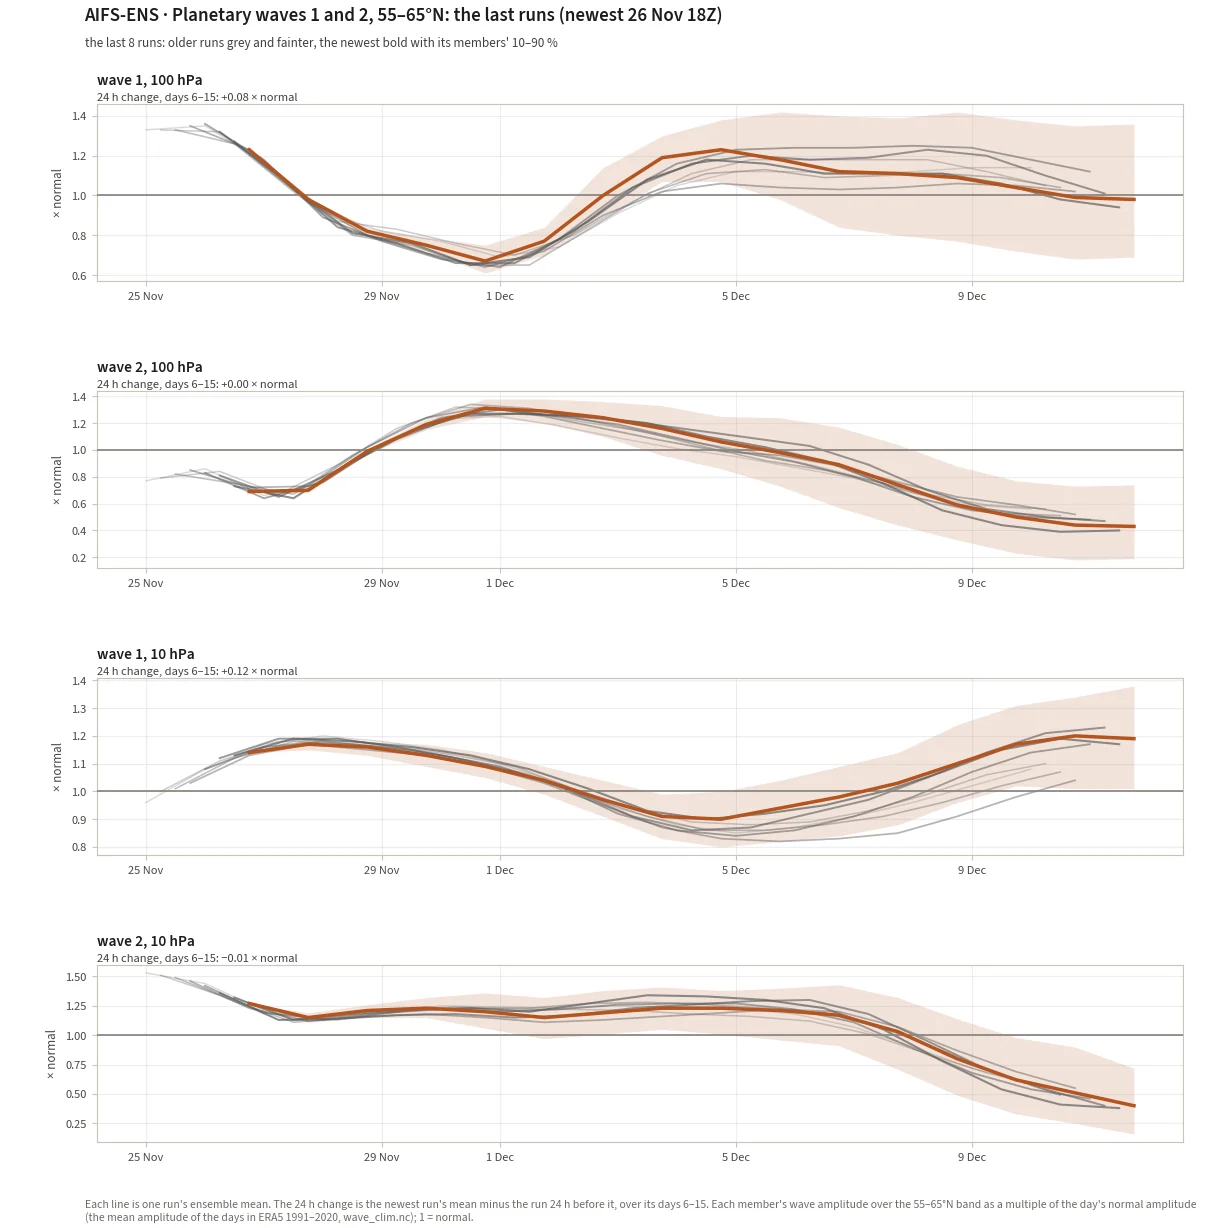 AIFS-ENS · Planetary waves 1 and 2, 55–65°N: the last runs (newest 26 Nov 18Z)
the last 8 runs: older runs grey and fainter, the newest bold with its members' 10–90 %
wave 1, 100 hPa
24 h change, days 6–15: +0.08 × normal
1.4
1.2
1.0
0.8
0.6
× normal
25 Nov
29 Nov
1 Dec
5 Dec
9 Dec
wave 2, 100 hPa
24 h change, days 6–15: +0.00 × normal
1.4
1.2
1.0
0.8
0.6
0.4
0.2
× normal
25 Nov
29 Nov
1 Dec
5 Dec
9 Dec
wave 1, 10 hPa
24 h change, days 6–15: +0.12 × normal
1.4
1.3
1.2
1.1
1.0
0.9
0.8
× normal
25 Nov
29 Nov
1 Dec
5 Dec
9 Dec
wave 2, 10 hPa
24 h change, days 6–15: −0.01 × normal
1.50
1.25
1.00
0.75
0.50
0.25
× normal
25 Nov
29 Nov
1 Dec
5 Dec
9 Dec
Each line is one run's ensemble mean. The 24 h change is the newest run's mean minus the run 24 h before it, over its days 6–15. Each member's wave amplitude over the 55–65°N band as a multiple of the day's normal amplitude
(the mean amplitude of the days in ERA5 1991–2020, wave_clim.nc); 1 = normal.